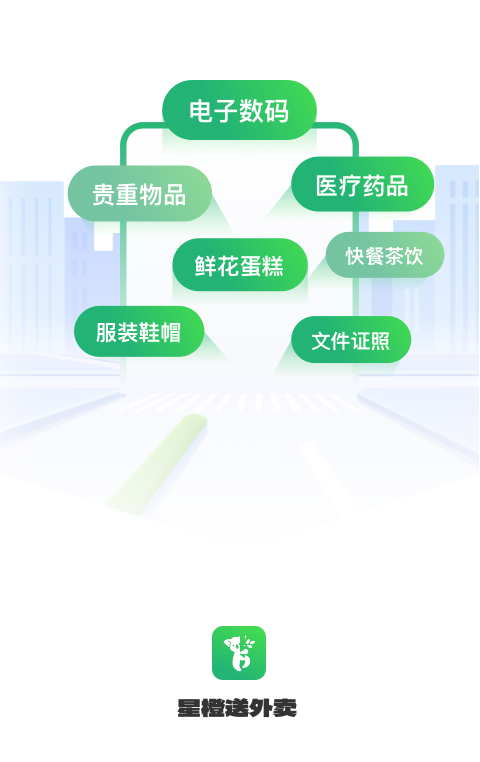 电子数码
贵重物品
医疗药品
鲜花蛋糕
快餐茶饮
服装鞋帽
文件证照
星橙送外卖